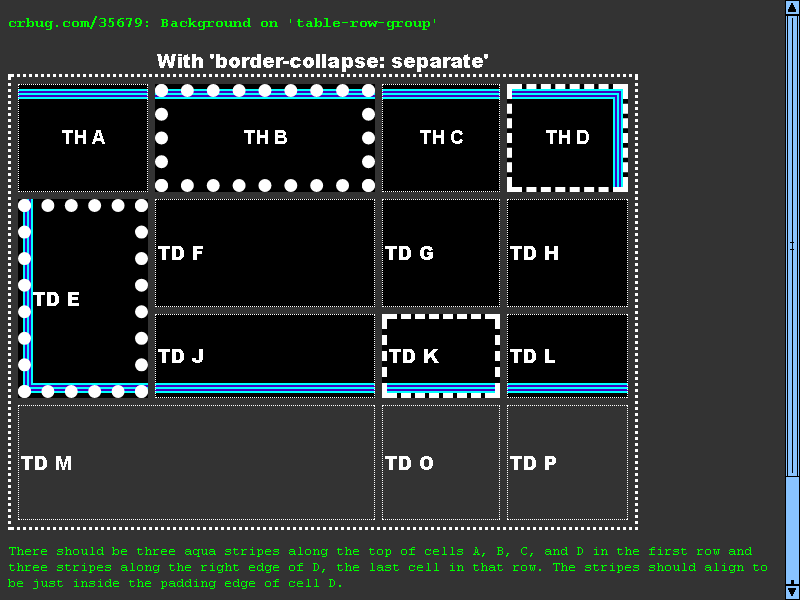 crbug.com/35679: Background on 'table-row-group'
With 'border-collapse: separate'
TH A TH B TH C TH D
TD E TD F TD G TD H
TD J TD K TD L
TD M TD O TD P
There should be three aqua stripes along the top of cells A, B, C, and D in the first row and
three stripes along the right edge of D, the last cell in that row. The stripes should align to
be just inside the padding edge of cell D.